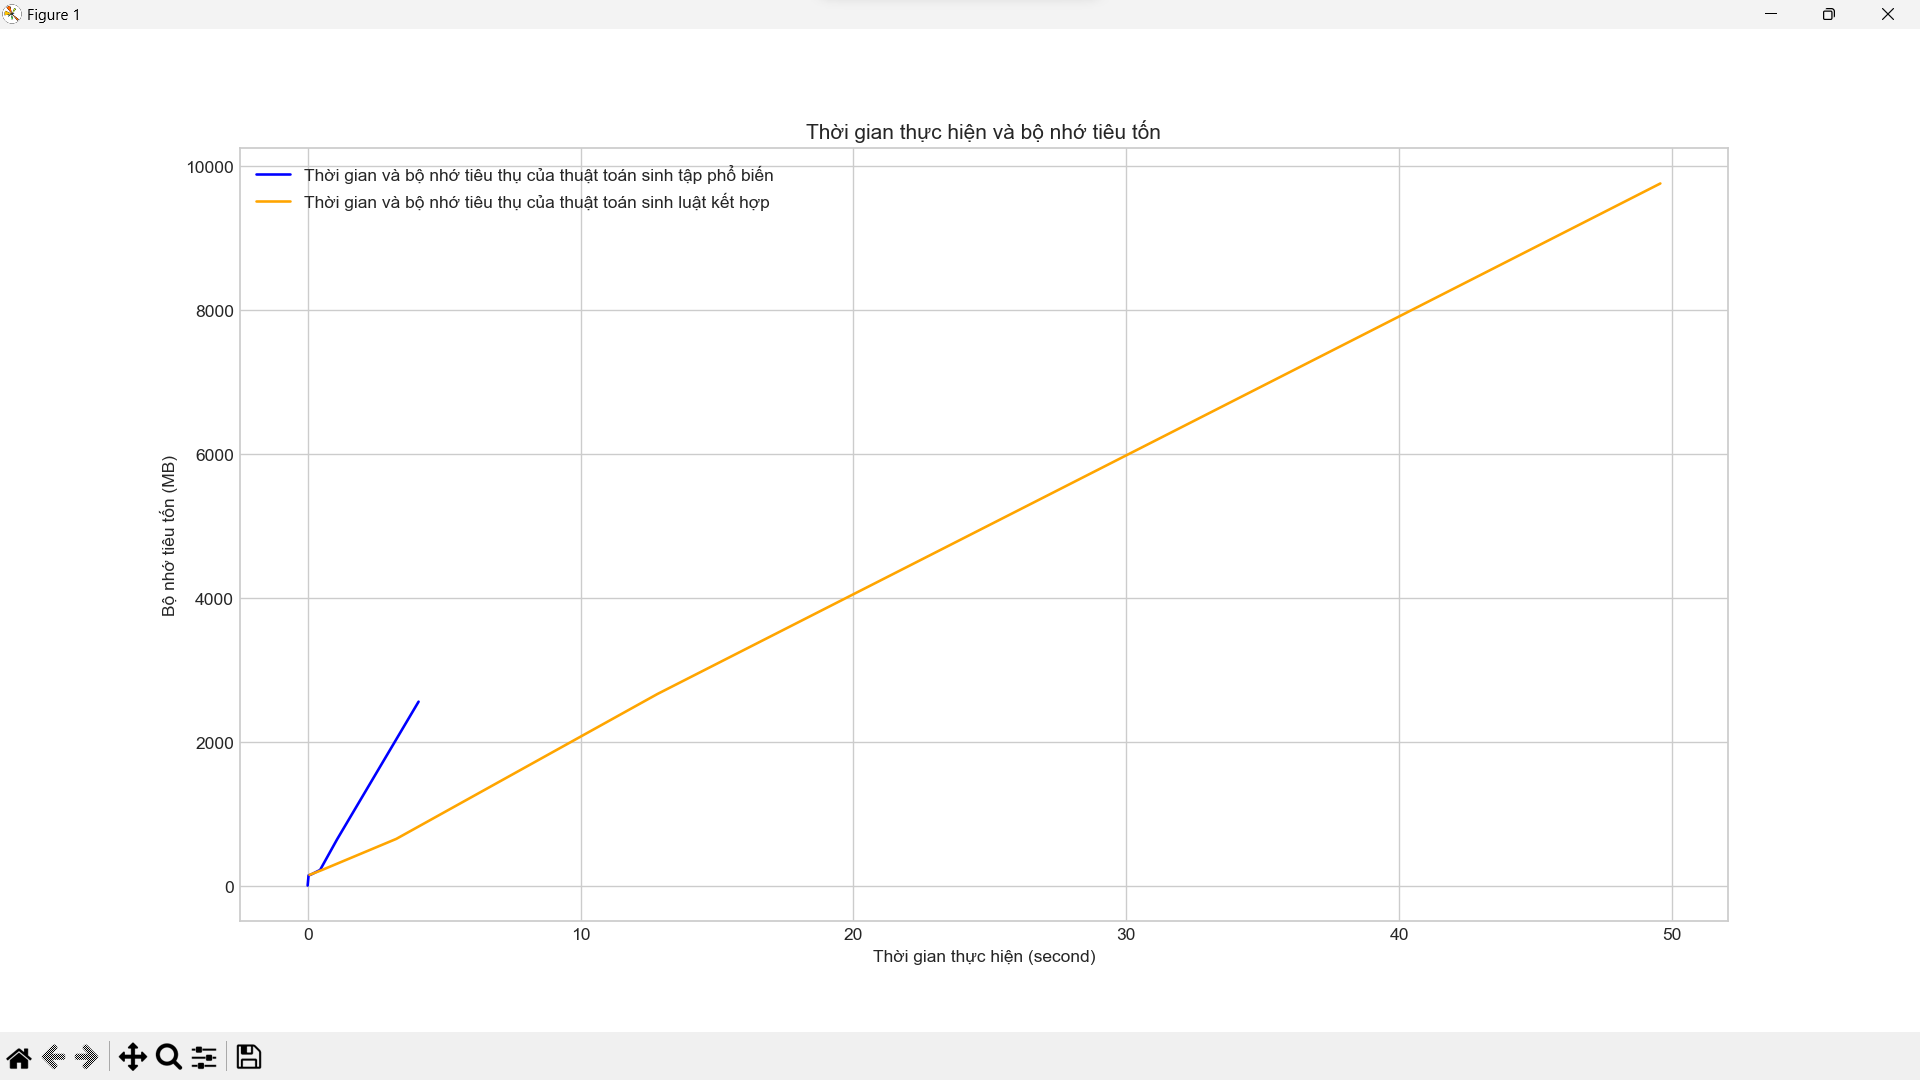 Figure 1
Thời gian thực hiện và bộ nhớ tiêu tốn
Thời gian và bộ nhớ tiêu thụ của thuật toán sinh tập phổ biến
Thời gian và bộ nhớ tiêu thụ của thuật toán sinh luật kết hợp
10000
8000
6000
4000
2000
0
Bộ nhớ tiêu tốn (MB)
0 10 20 30 40 50
Thời gian thực hiện (second)